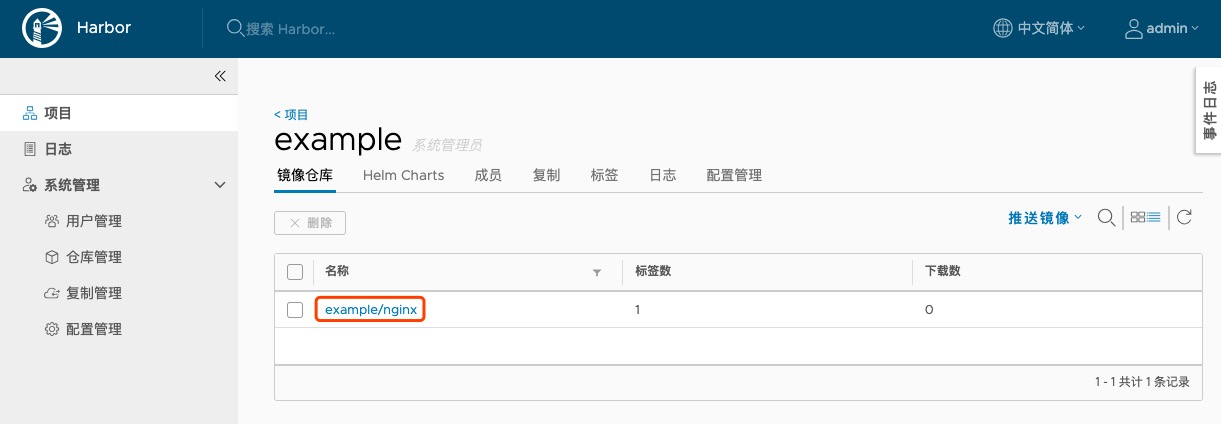 Harbor
搜索 Harbor...
中文简体
admin
项目
日志
系统管理
用户管理
仓库管理
复制管理
配置管理
< 项目
example 系统管理员
镜像仓库 Helm Charts 成员 复制 标签 日志 配置管理
× 删除
推送镜像
名称 标签数 下载数
example/nginx 1 0
1 - 1 共计 1 条记录
事件日志